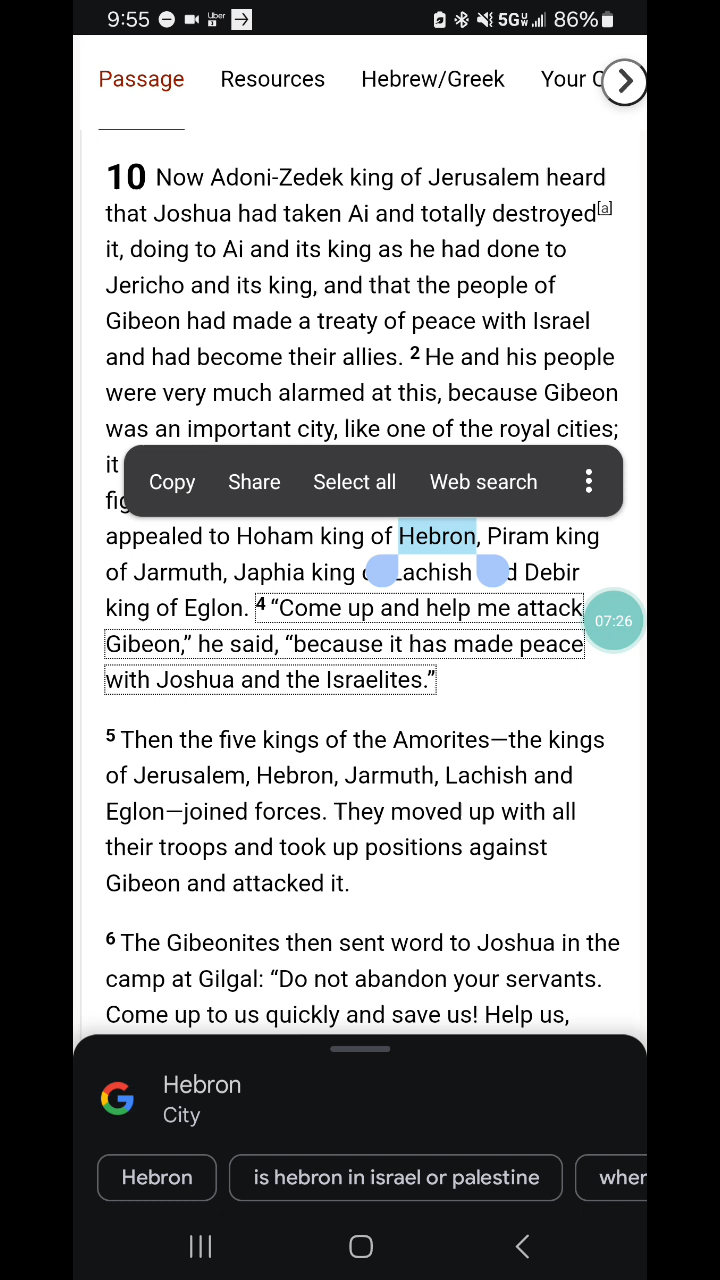 9:55 Uber 5G 86%
Passage Resources Hebrew/Greek Your
10 Now Adoni-Zedek king of Jerusalem heard
that Joshua had taken Ai and totally destroyed[a]
it, doing to Ai and its king as he had done to
Jericho and its king, and that the people of
Gibeon had made a treaty of peace with Israel
and had become their allies. 2 He and his people
were very much alarmed at this, because Gibeon
was an important city, like one of the royal cities;
it
Copy Share Select all Web search
appealed to Hoham king of Hebron, Piram king
of Jarmuth, Japhia king Lachish Debir
king of Eglon. 4 “Come up and help me attack
07:26
Gibeon,” he said, “because it has made peace
with Joshua and the Israelites.”
5 Then the five kings of the Amorites—the kings
of Jerusalem, Hebron, Jarmuth, Lachish and
Eglon—joined forces. They moved up with all
their troops and took up positions against
Gibeon and attacked it.
6 The Gibeonites then sent word to Joshua in the
camp at Gilgal: “Do not abandon your servants.
Come up to us quickly and save us! Help us,
Hebron
City
Hebron is hebron in israel or palestine